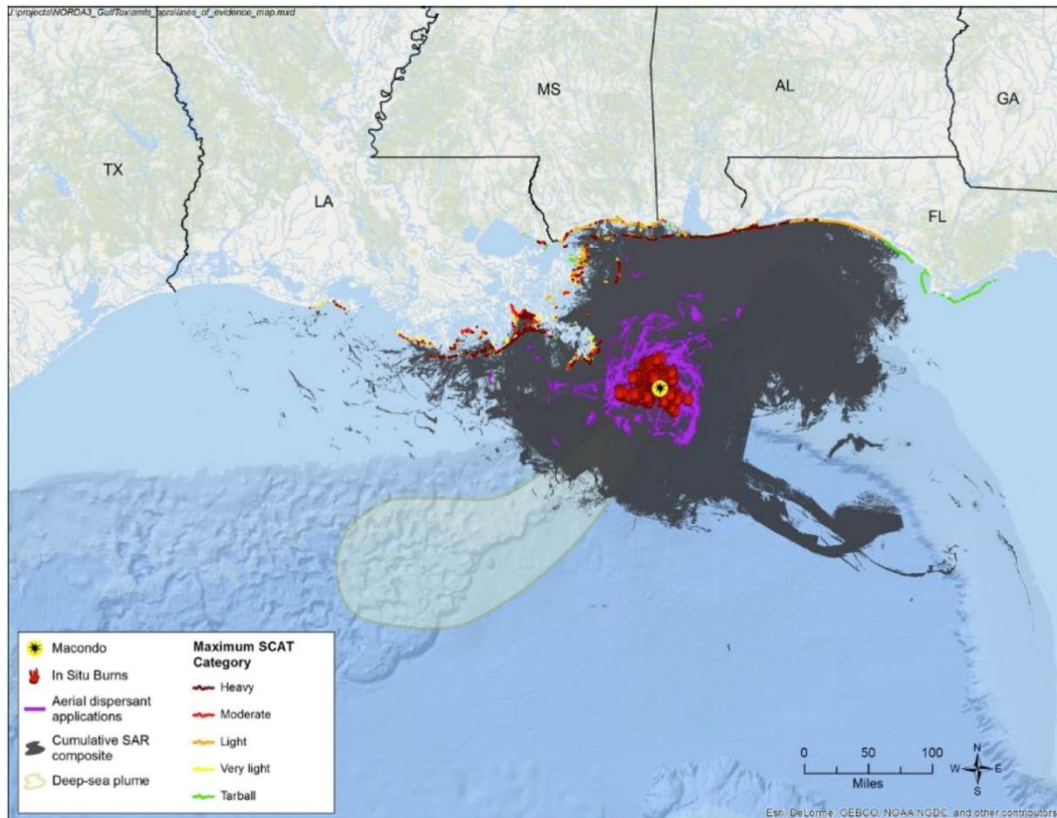 J:\projects\NORDA3_GulfTox\amls_oprs\lines_of_evidence_map.mxd
MS
AL
GA
TX
LA
FL
Macondo
In Situ Burns
Aerial dispersant
applications
Cumulative SAR
composite
Deep-sea plume
Maximum SCAT
Category
Heavy
Moderate
Light
Very light
Tarball
0 50 100
Miles
N
W E
S
Esri, DeLorme, GEBCO, NOAA NGDC, and other contributors